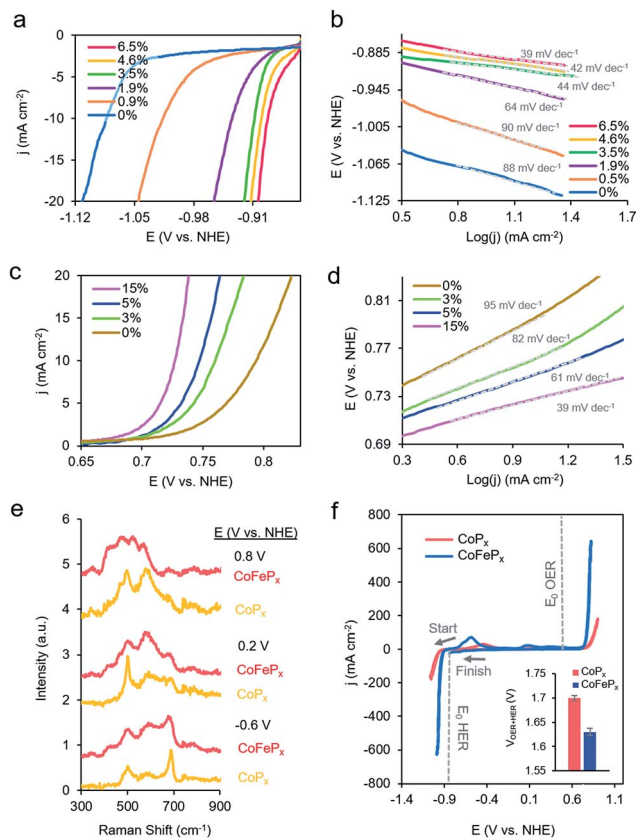 a
0
-5
-10
-15
-20
j (mA cm-2)
6.5%
4.6%
3.5%
1.9%
0.9%
0%
-1.12
-1.05
-0.98
-0.91
E (V vs. NHE)
b
-0.885
-0.945
-1.005
-1.065
-1.125
E (V vs. NHE)
39 mV dec-1
42 mV dec-1
44 mV dec-1
64 mV dec-1
90 mV dec-1
88 mV dec-1
6.5%
4.6%
3.5%
1.9%
0.5%
0%
0.5
0.8
1.1
1.4
1.7
Log(j) (mA cm-2)
c
20
15
10
5
0
j (mA cm-2)
15%
5%
3%
0%
0.65
0.7
0.75
0.8
E (V vs. NHE)
d
0.81
0.77
0.73
0.69
E (V vs. NHE)
0%
3%
5%
15%
95 mV dec-1
82 mV dec-1
61 mV dec-1
39 mV dec-1
0.3
0.6
0.9
1.2
1.5
Log(j) (mA cm-2)
e
6
5
4
3
2
1
0
Intensity (a.u.)
E (V vs. NHE)
0.8 V
CoFePx
CoPx
0.2 V
CoFePx
CoPx
-0.6 V
CoFePx
CoPx
300
500
700
900
Raman Shift (cm-1)
f
800
600
400
200
0
-200
-400
-600
-800
j (mA cm-2)
CoPx
CoFePx
E0 OER
Start
Finish
E0 HER
1.75
1.71
1.67
1.63
1.59
1.55
VOER+HER (V)
CoPx
CoFePx
-1.4
-0.9
-0.4
0.1
0.6
1.1
E (V vs. NHE)